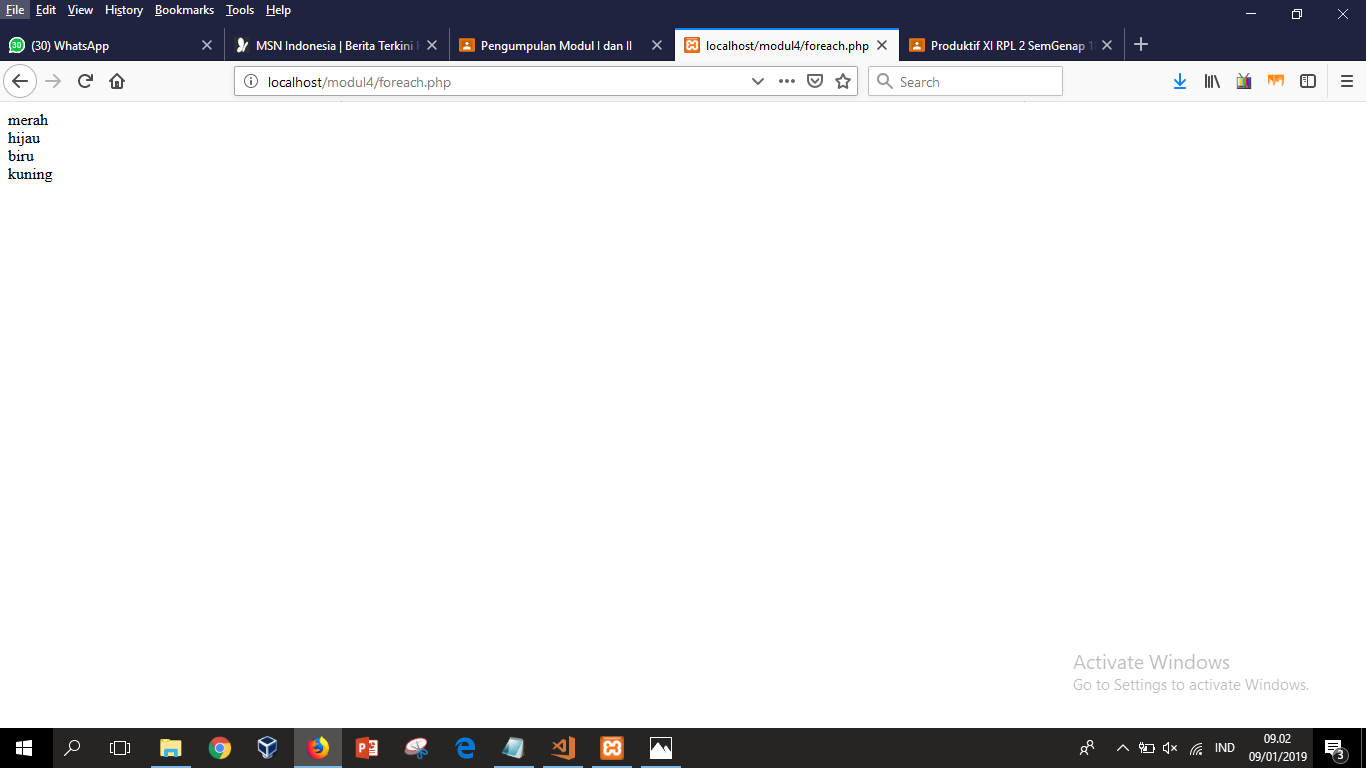 File Edit View History Bookmarks Tools Help
(30) WhatsApp
MSN Indonesia | Berita Terkini
Pengumpulan Modul I dan II
localhost/modul4/foreach.php
Produktif XI RPL 2 SemGenap
localhost/modul4/foreach.php
Search
merah
hijau
biru
kuning
Activate Windows
Go to Settings to activate Windows.
IND
09.02
09/01/2019
3